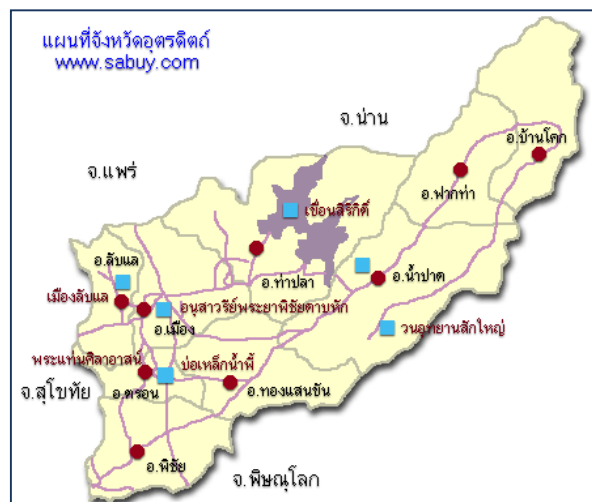 แผนที่จังหวัดอุตรดิตถ์
www.sabuy.com
จ.น่าน
อ.บ้านโคก
จ.แพร่
อ.ฟากท่า
เขื่อนสิริกิติ์
อ.ลับแล
อ.ท่าปลา
อ.น้ำปาด
เมืองลับแล
อนุสาวรีย์พระยาพิชัยดาบหัก
อ.เมือง
วนอุทยานสักใหญ่
พระแท่นศิลาอาสน์
บ่อเหล็กน้ำพี้
จ.สุโขทัย
อ.ตรอน
อ.ทองแสนขัน
อ.พิชัย
จ.พิษณุโลก